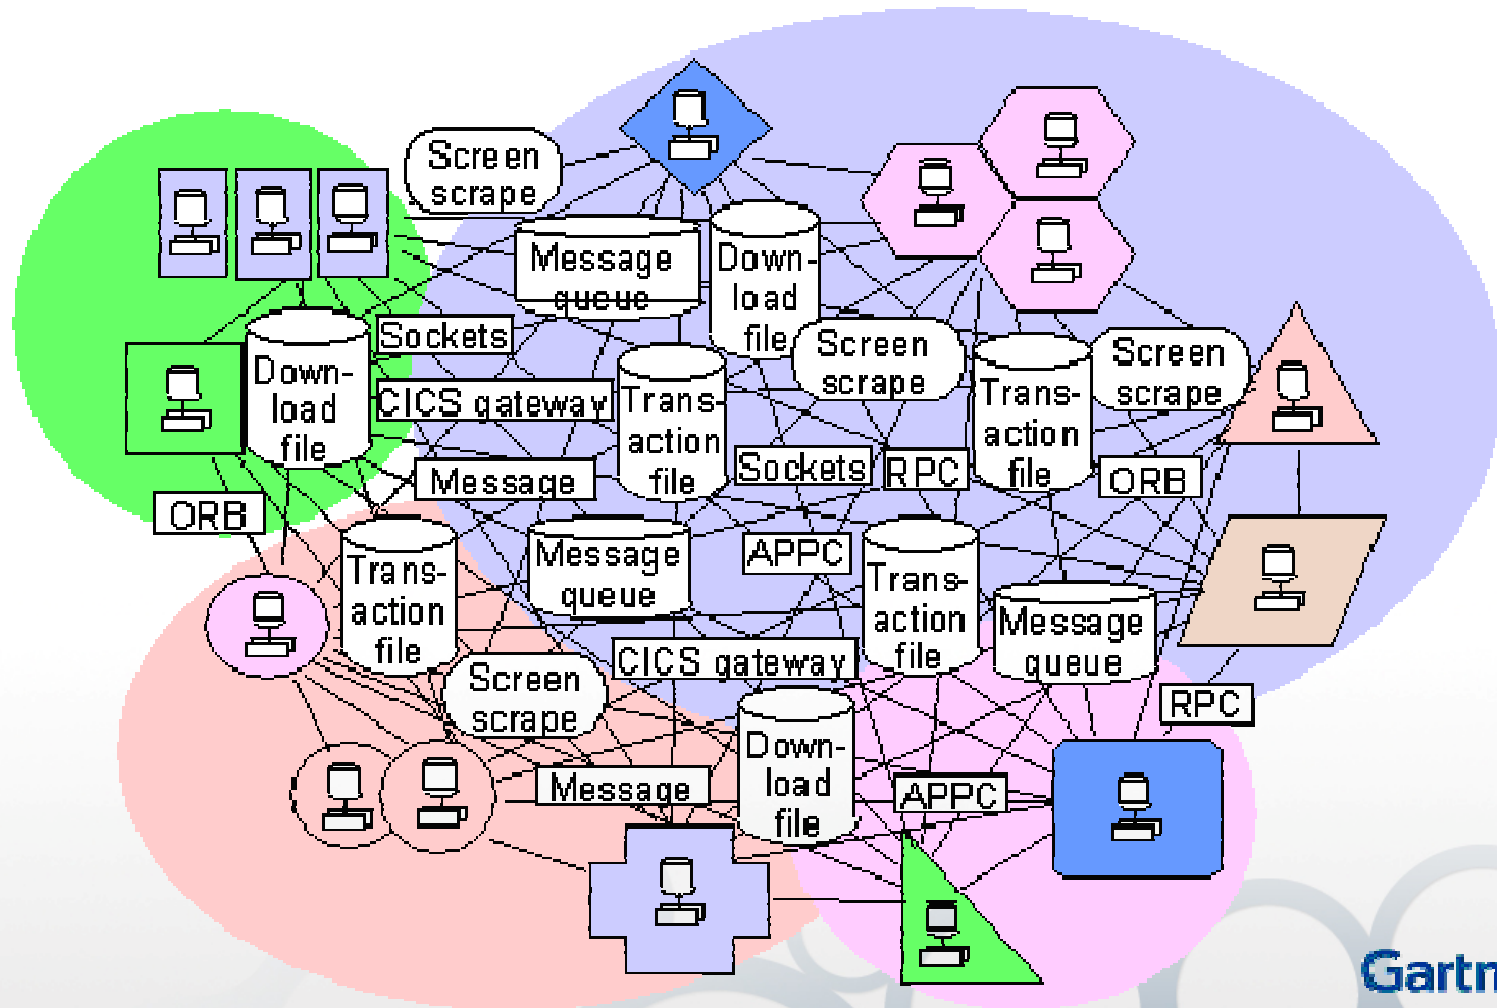 Screen
scrape
Message
queue
Down-
load
file
Sockets
Screen
scrape
Screen
scrape
Down-
load
file
CICS gateway
Trans-
action
file
Trans-
action
file
Message
Sockets
RPC
ORB
ORB
Trans-
action
file
Message
queue
APPC
Trans-
action
file
Message
queue
CICS gateway
Screen
scrape
RPC
Down-
load
file
Message
APPC
Gartn